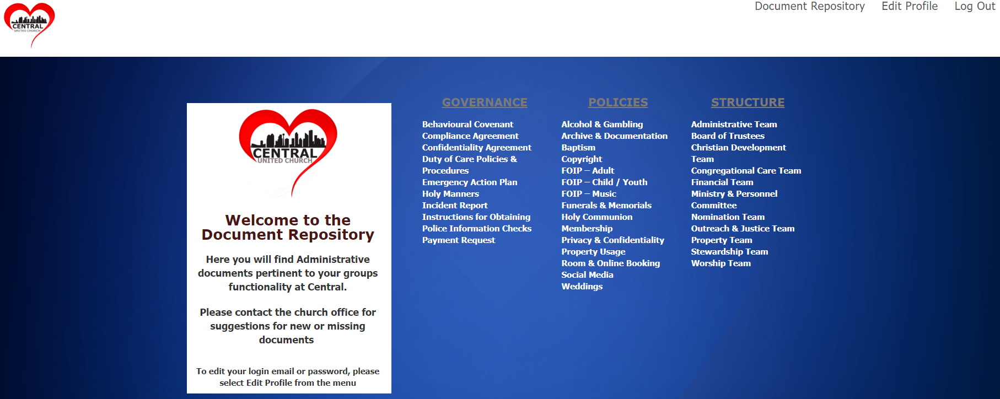 CENTRAL
UNITED CHURCH
Document Repository Edit Profile Log Out
CENTRAL
UNITED CHURCH
Welcome to the
Document Repository
Here you will find Administrative
documents pertinent to your groups
functionality at Central.
Please contact the church office for
suggestions for new or missing
documents
To edit your login email or password, please
select Edit Profile from the menu
GOVERNANCE
Behavioural Covenant
Compliance Agreement
Confidentiality Agreement
Duty of Care Policies &
Procedures
Emergency Action Plan
Holy Manners
Incident Report
Instructions for Obtaining
Police Information Checks
Payment Request
POLICIES
Alcohol & Gambling
Archive & Documentation
Baptism
Copyright
FOIP – Adult
FOIP – Child / Youth
FOIP – Music
Funerals & Memorials
Holy Communion
Membership
Privacy & Confidentiality
Property Usage
Room & Online Booking
Social Media
Weddings
STRUCTURE
Administrative Team
Board of Trustees
Christian Development
Team
Congregational Care Team
Financial Team
Ministry & Personnel
Committee
Nomination Team
Outreach & Justice Team
Property Team
Stewardship Team
Worship Team